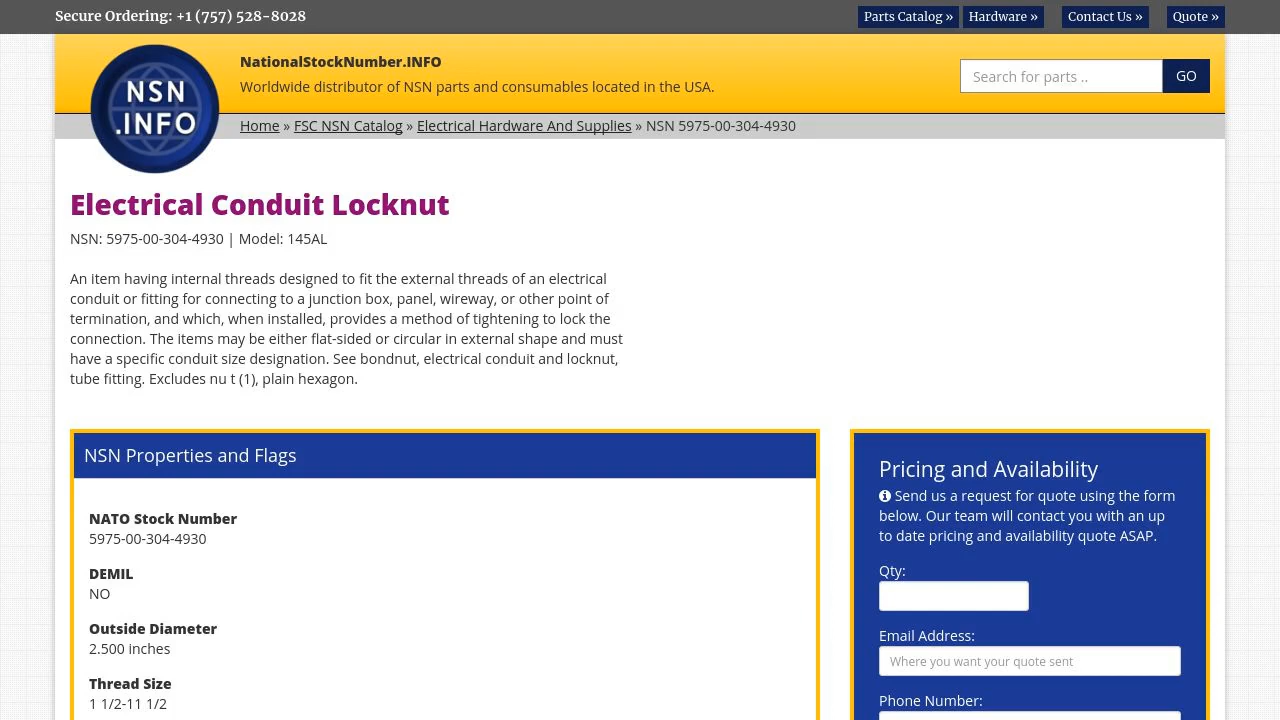 Secure Ordering: +1 (757) 528-8028
Parts Catalog » Hardware » Contact Us » Quote »
NSN
.INFO
NationalStockNumber.INFO
Worldwide distributor of NSN parts and consumables located in the USA.
Search for parts ..
GO
Home » FSC NSN Catalog » Electrical Hardware And Supplies » NSN 5975-00-304-4930
Electrical Conduit Locknut
NSN: 5975-00-304-4930 | Model: 145AL
An item having internal threads designed to fit the external threads of an electrical
conduit or fitting for connecting to a junction box, panel, wireway, or other point of
termination, and which, when installed, provides a method of tightening to lock the
connection. The items may be either flat-sided or circular in external shape and must
have a specific conduit size designation. See bondnut, electrical conduit and locknut,
tube fitting. Excludes nu t (1), plain hexagon.
NSN Properties and Flags
NATO Stock Number
5975-00-304-4930
DEMIL
NO
Outside Diameter
2.500 inches
Thread Size
1 1/2-11 1/2
Pricing and Availability
Send us a request for quote using the form
below. Our team will contact you with an up
to date pricing and availability quote ASAP.
Qty:
Email Address:
Where you want your quote sent
Phone Number: